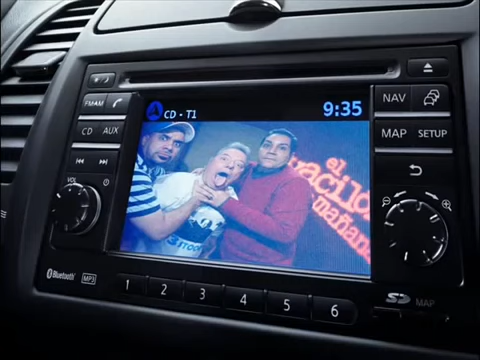 CD - T1
9:35
FM•AM
CD
AUX
VOL
Bluetooth
MP3
NAV
MAP
SETUP
el
vacilón
mañana
1
2
3
4
5
6
SD
MAP